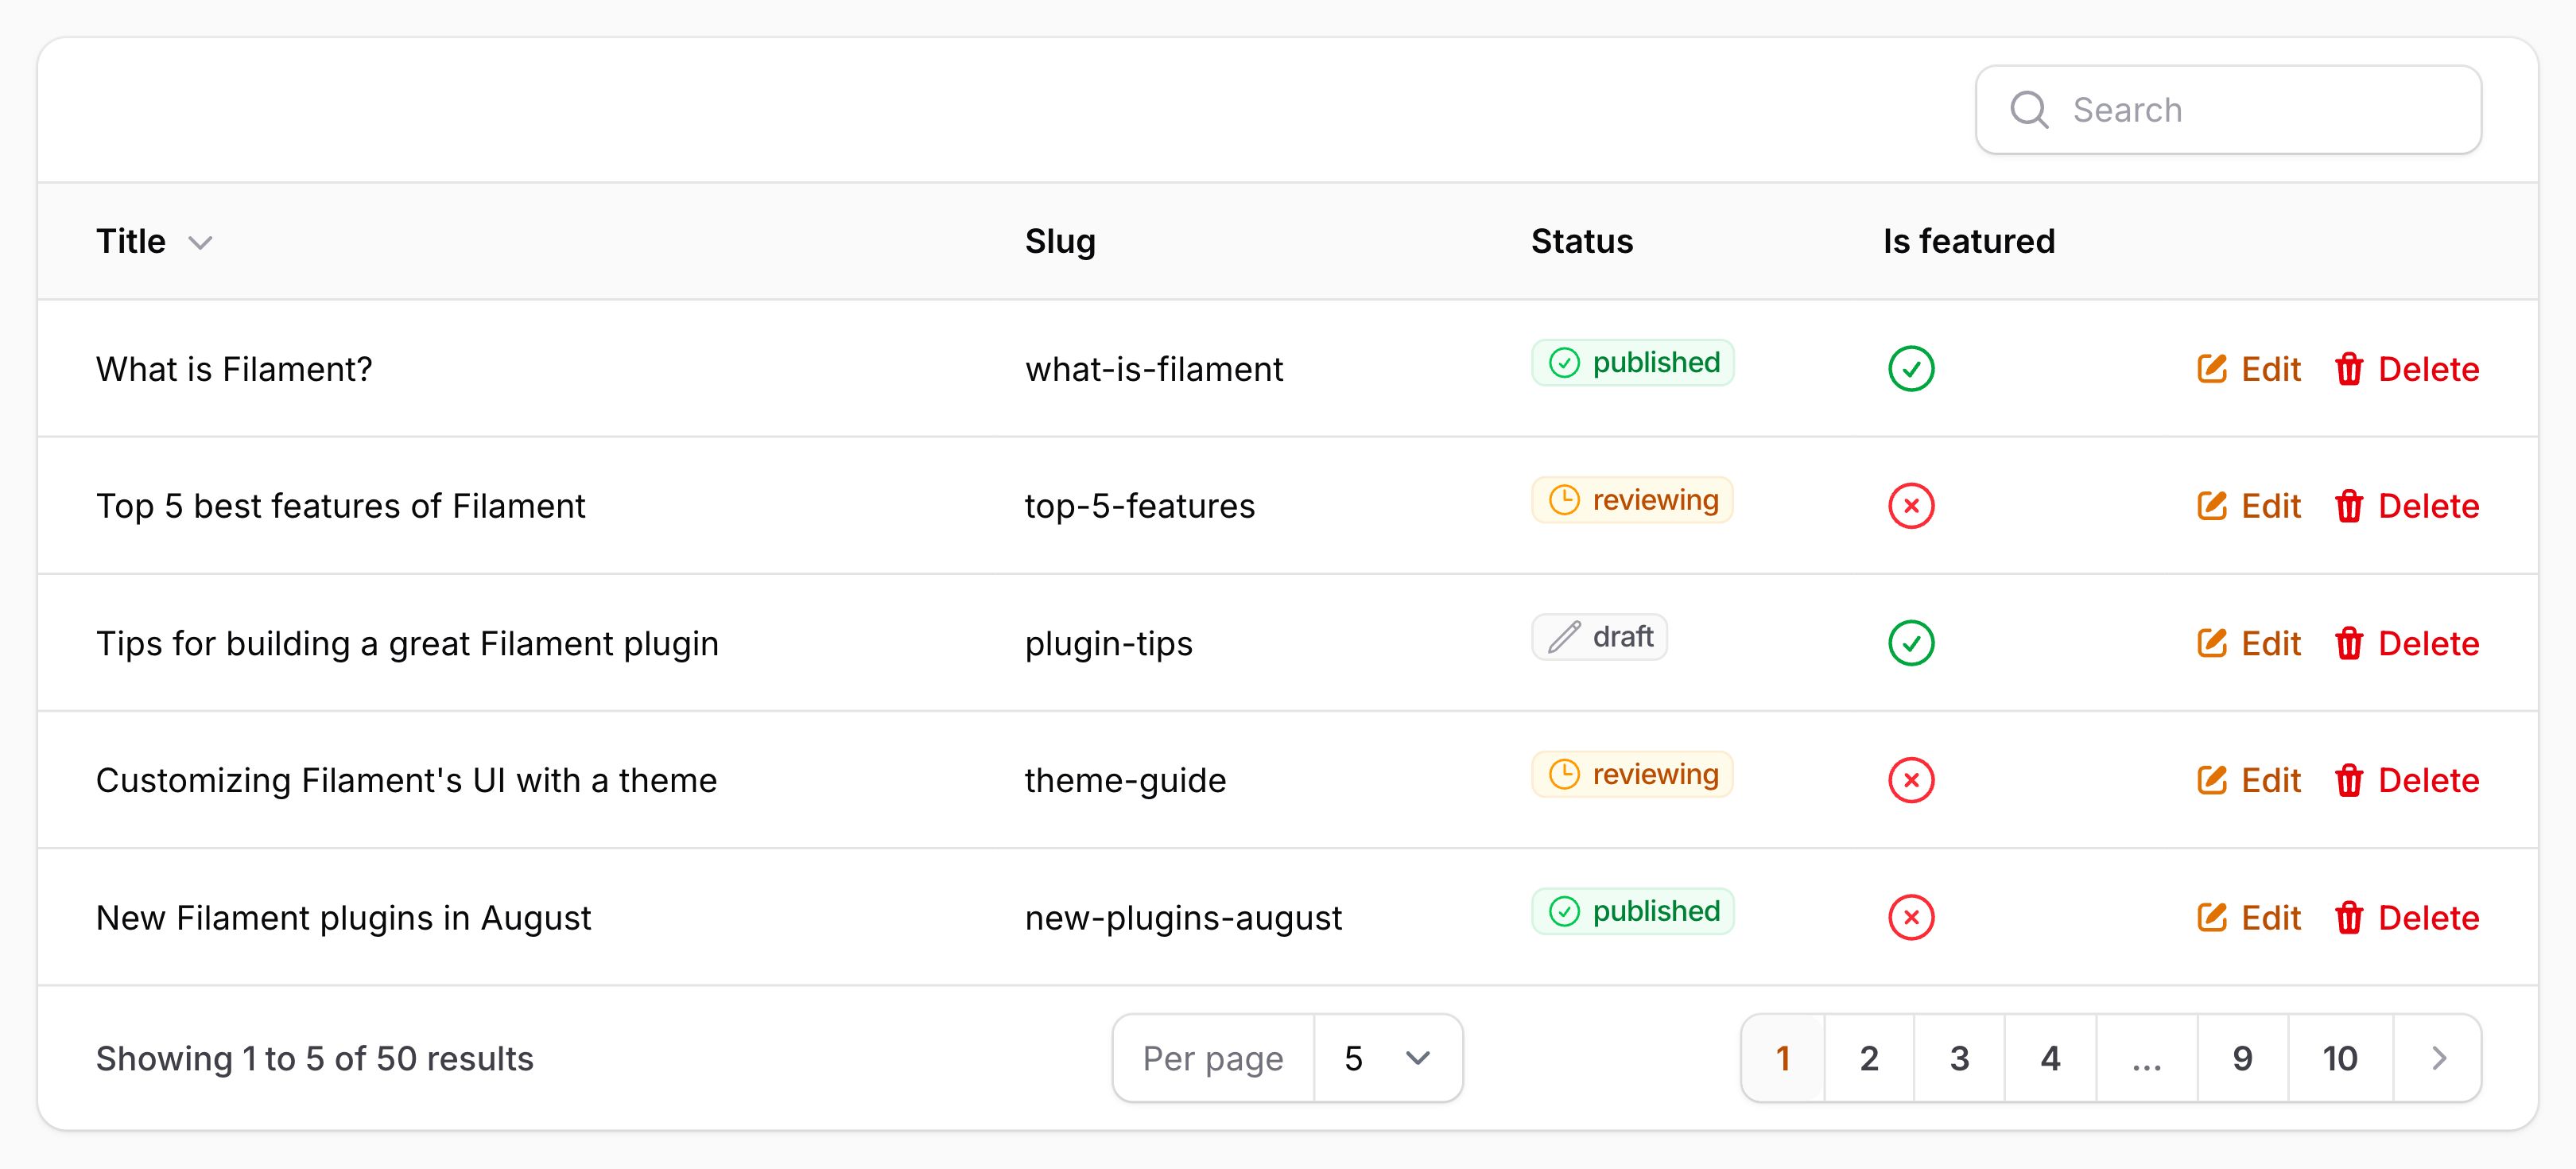 Search
Title Slug Status Is featured
What is Filament? what-is-filament published Edit Delete
Top 5 best features of Filament top-5-features reviewing Edit Delete
Tips for building a great Filament plugin plugin-tips draft Edit Delete
Customizing Filament's UI with a theme theme-guide reviewing Edit Delete
New Filament plugins in August new-plugins-august published Edit Delete
Showing 1 to 5 of 50 results Per page 5 1 2 3 4 ... 9 10